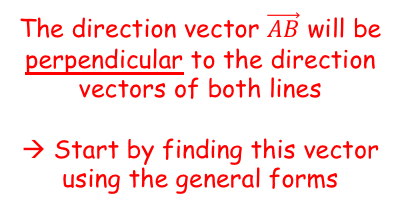 The direction vector $\overrightarrow{AB}$ will be
perpendicular to the direction
vectors of both lines
→ Start by finding this vector
using the general forms